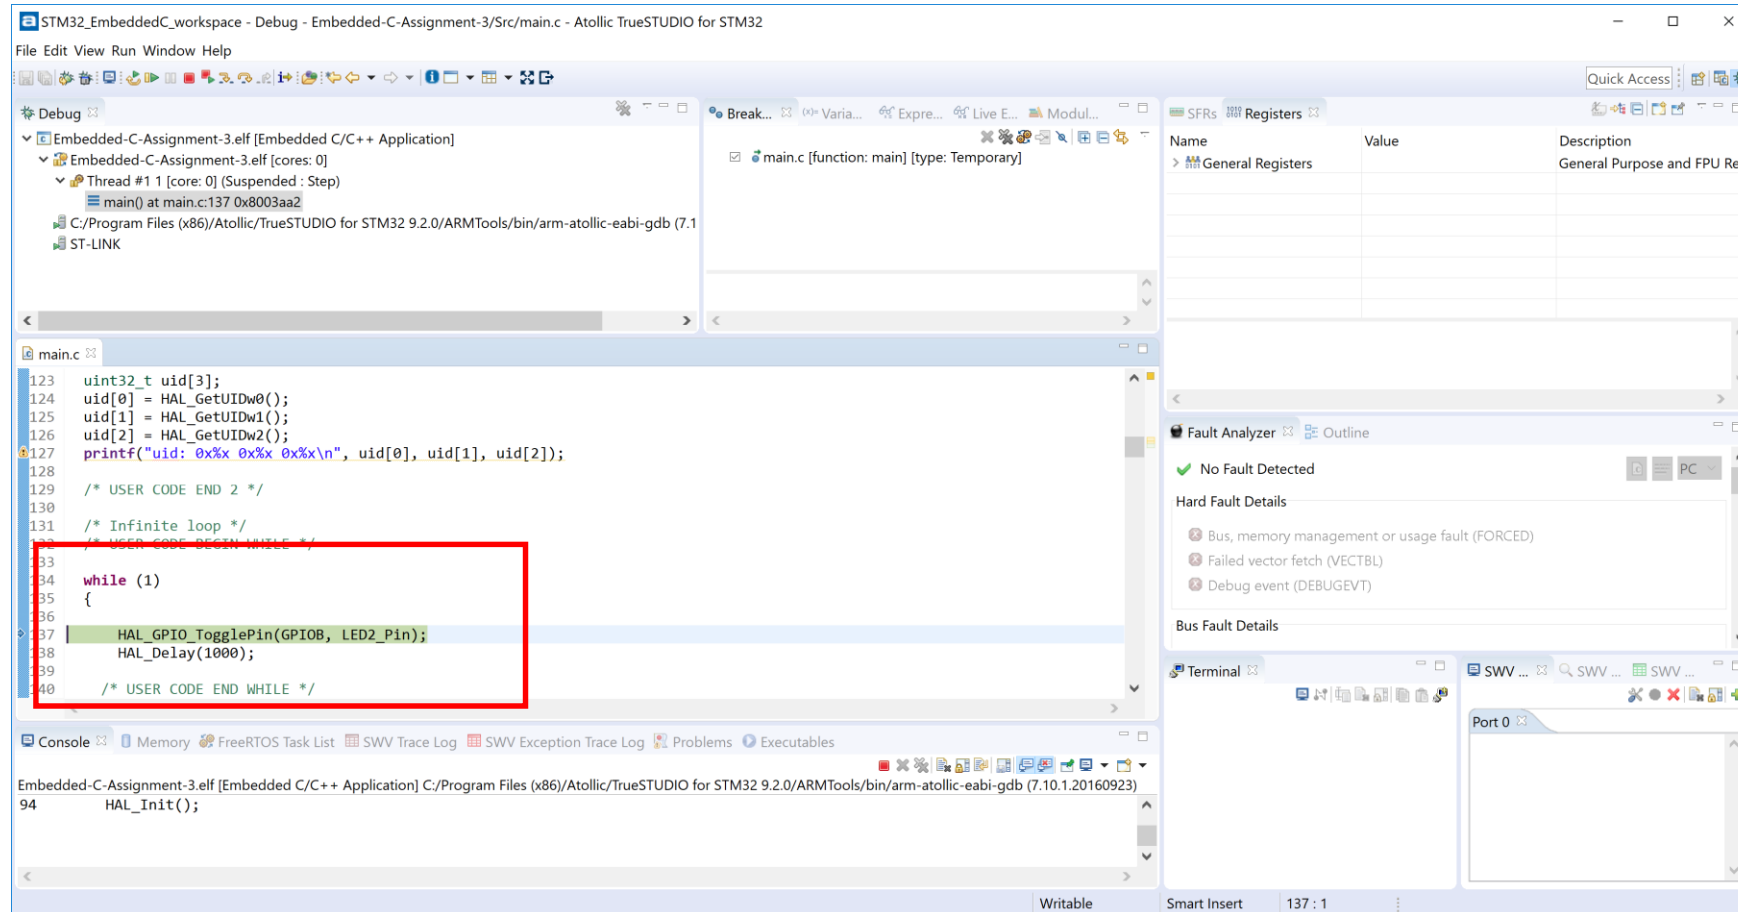 STM32_EmbeddedC_workspace - Debug - Embedded-C-Assignment-3/Src/main.c - Atollic TrueSTUDIO for STM32
File Edit View Run Window Help
Quick Access
Debug
Embedded-C-Assignment-3.elf [Embedded C/C++ Application]
Embedded-C-Assignment-3.elf [cores: 0]
Thread #1 1 [core: 0] (Suspended : Step)
main() at main.c:137 0x8003aa2
C:/Program Files (x86)/Atollic/TrueSTUDIO for STM32 9.2.0/ARMTools/bin/arm-atollic-eabi-gdb (7.1
ST-LINK
Break... (x)= Varia... Expre... Live E... Modul...
main.c [function: main] [type: Temporary]
SFRs Registers
Name Value Description
General Registers General Purpose and FPU Re
main.c
123 uint32_t uid[3];
124 uid[0] = HAL_GetUIDw0();
125 uid[1] = HAL_GetUIDw1();
126 uid[2] = HAL_GetUIDw2();
127 printf("uid: 0x%x 0x%x 0x%x\n", uid[0], uid[1], uid[2]);
128
129 /* USER CODE END 2 */
130
131 /* Infinite loop */
132 /* USER CODE BEGIN WHILE */
133
134 while (1)
135 {
136
137 HAL_GPIO_TogglePin(GPIOB, LED2_Pin);
138 HAL_Delay(1000);
139
140 /* USER CODE END WHILE */
Fault Analyzer Outline
No Fault Detected
PC
Hard Fault Details
Bus, memory management or usage fault (FORCED)
Failed vector fetch (VECTBL)
Debug event (DEBUGEVT)
Bus Fault Details
Console Memory FreeRTOS Task List SWV Trace Log SWV Exception Trace Log Problems Executables
Embedded-C-Assignment-3.elf [Embedded C/C++ Application] C:/Program Files (x86)/Atollic/TrueSTUDIO for STM32 9.2.0/ARMTools/bin/arm-atollic-eabi-gdb (7.10.1.20160923)
94 HAL_Init();
Terminal
SWV ... SWV ... SWV ...
Port 0
Writable Smart Insert 137 : 1